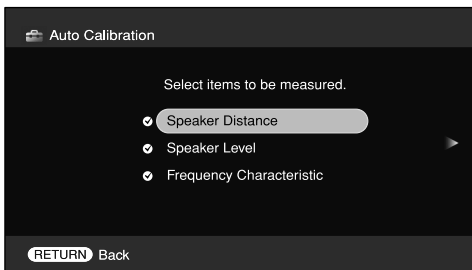 Auto Calibration
Select items to be measured.
Speaker Distance
Speaker Level
Frequency Characteristic
RETURN Back